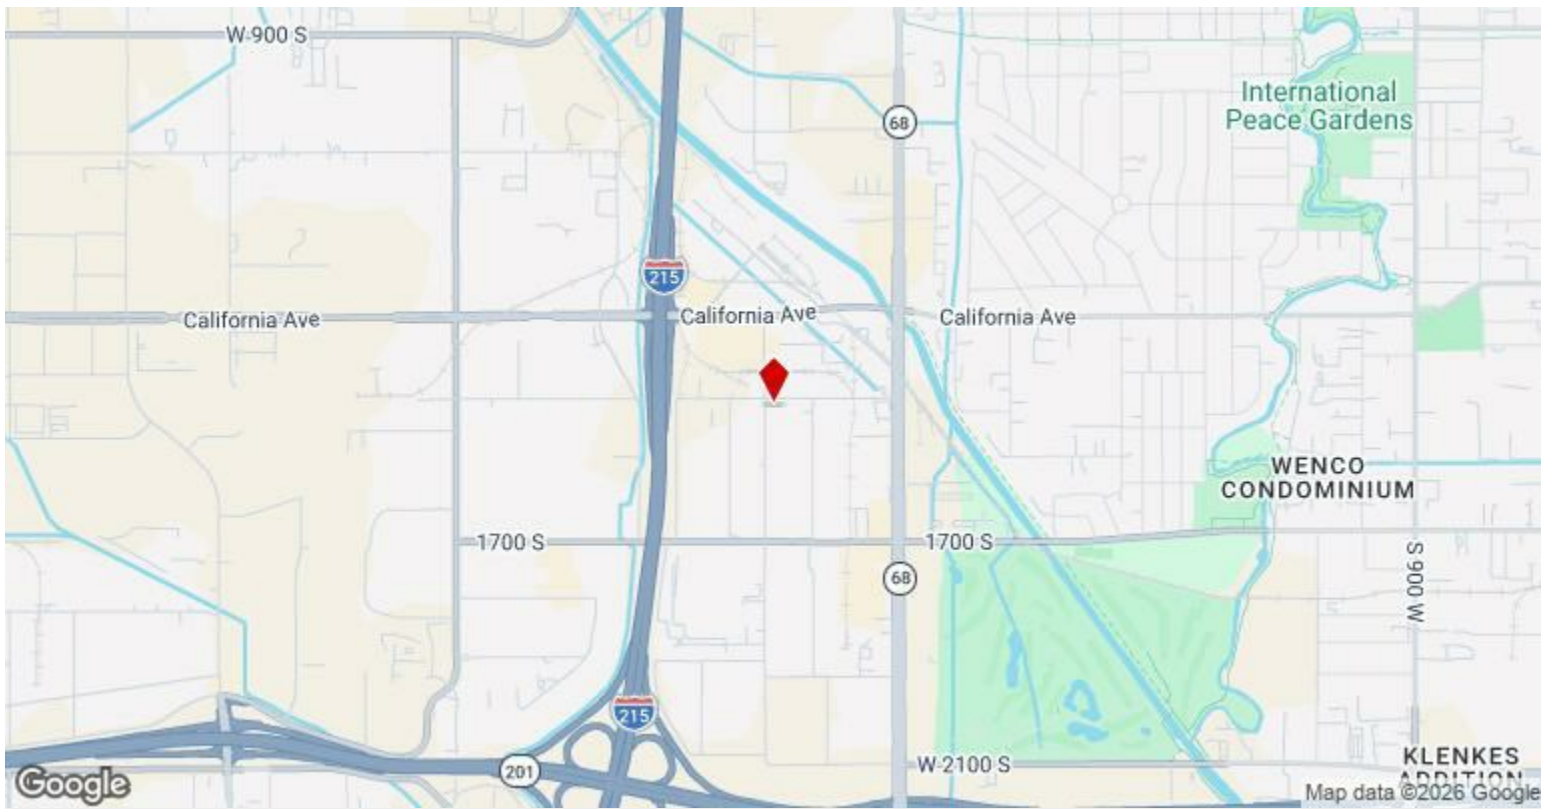 W 900 S
68
International
Peace Gardens
215
California Ave
California Ave
California Ave
WENCO
CONDOMINIUM
1700 S
1700 S
S 900 W
68
215
201
W 2100 S
KLENKES
ADDITION
Google
Map data ©2026 Google